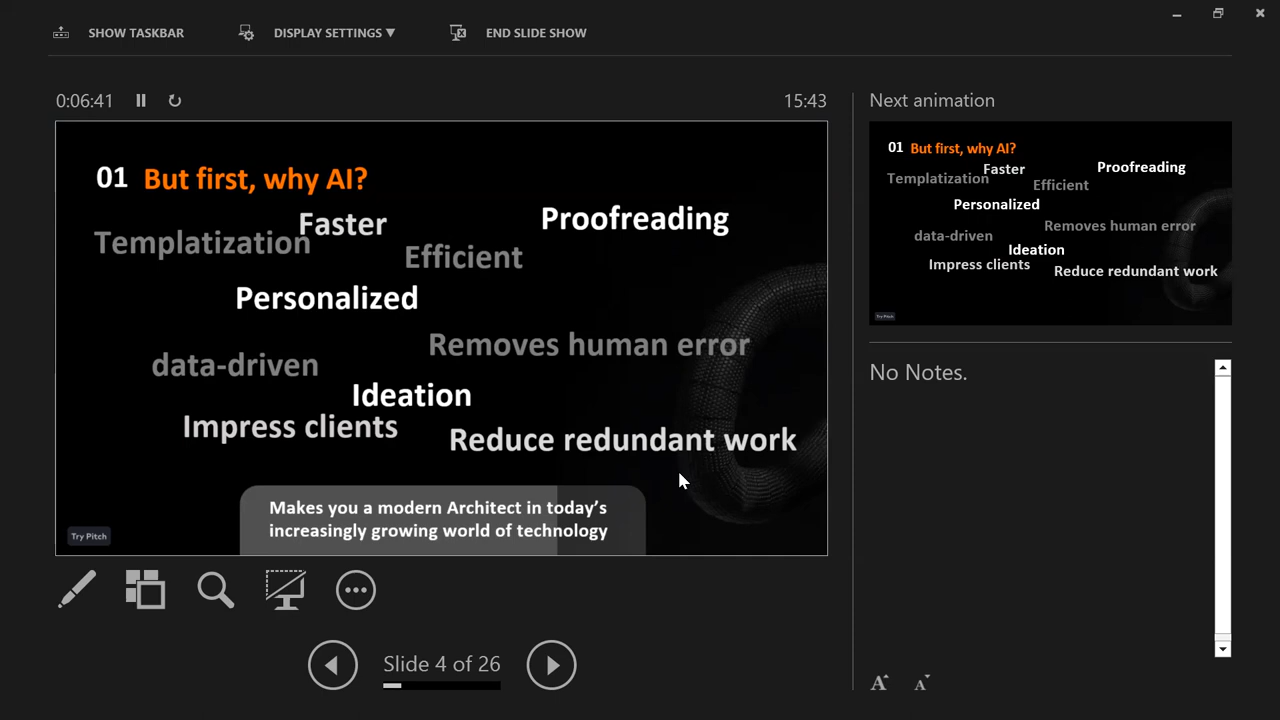 SHOW TASKBAR
DISPLAY SETTINGS ▼
END SLIDE SHOW
0:06:41
15:43
01 But first, why AI?
Faster
Proofreading
Templatization
Efficient
Personalized
Removes human error
data-driven
Ideation
Impress clients
Reduce redundant work
Makes you a modern Architect in today's
increasingly growing world of technology
Try Pitch
Slide 4 of 26
Next animation
01 But first, why AI?
Faster
Proofreading
Templatization
Efficient
Personalized
Removes human error
data-driven
Ideation
Impress clients
Reduce redundant work
Try Pitch
No Notes.
A A